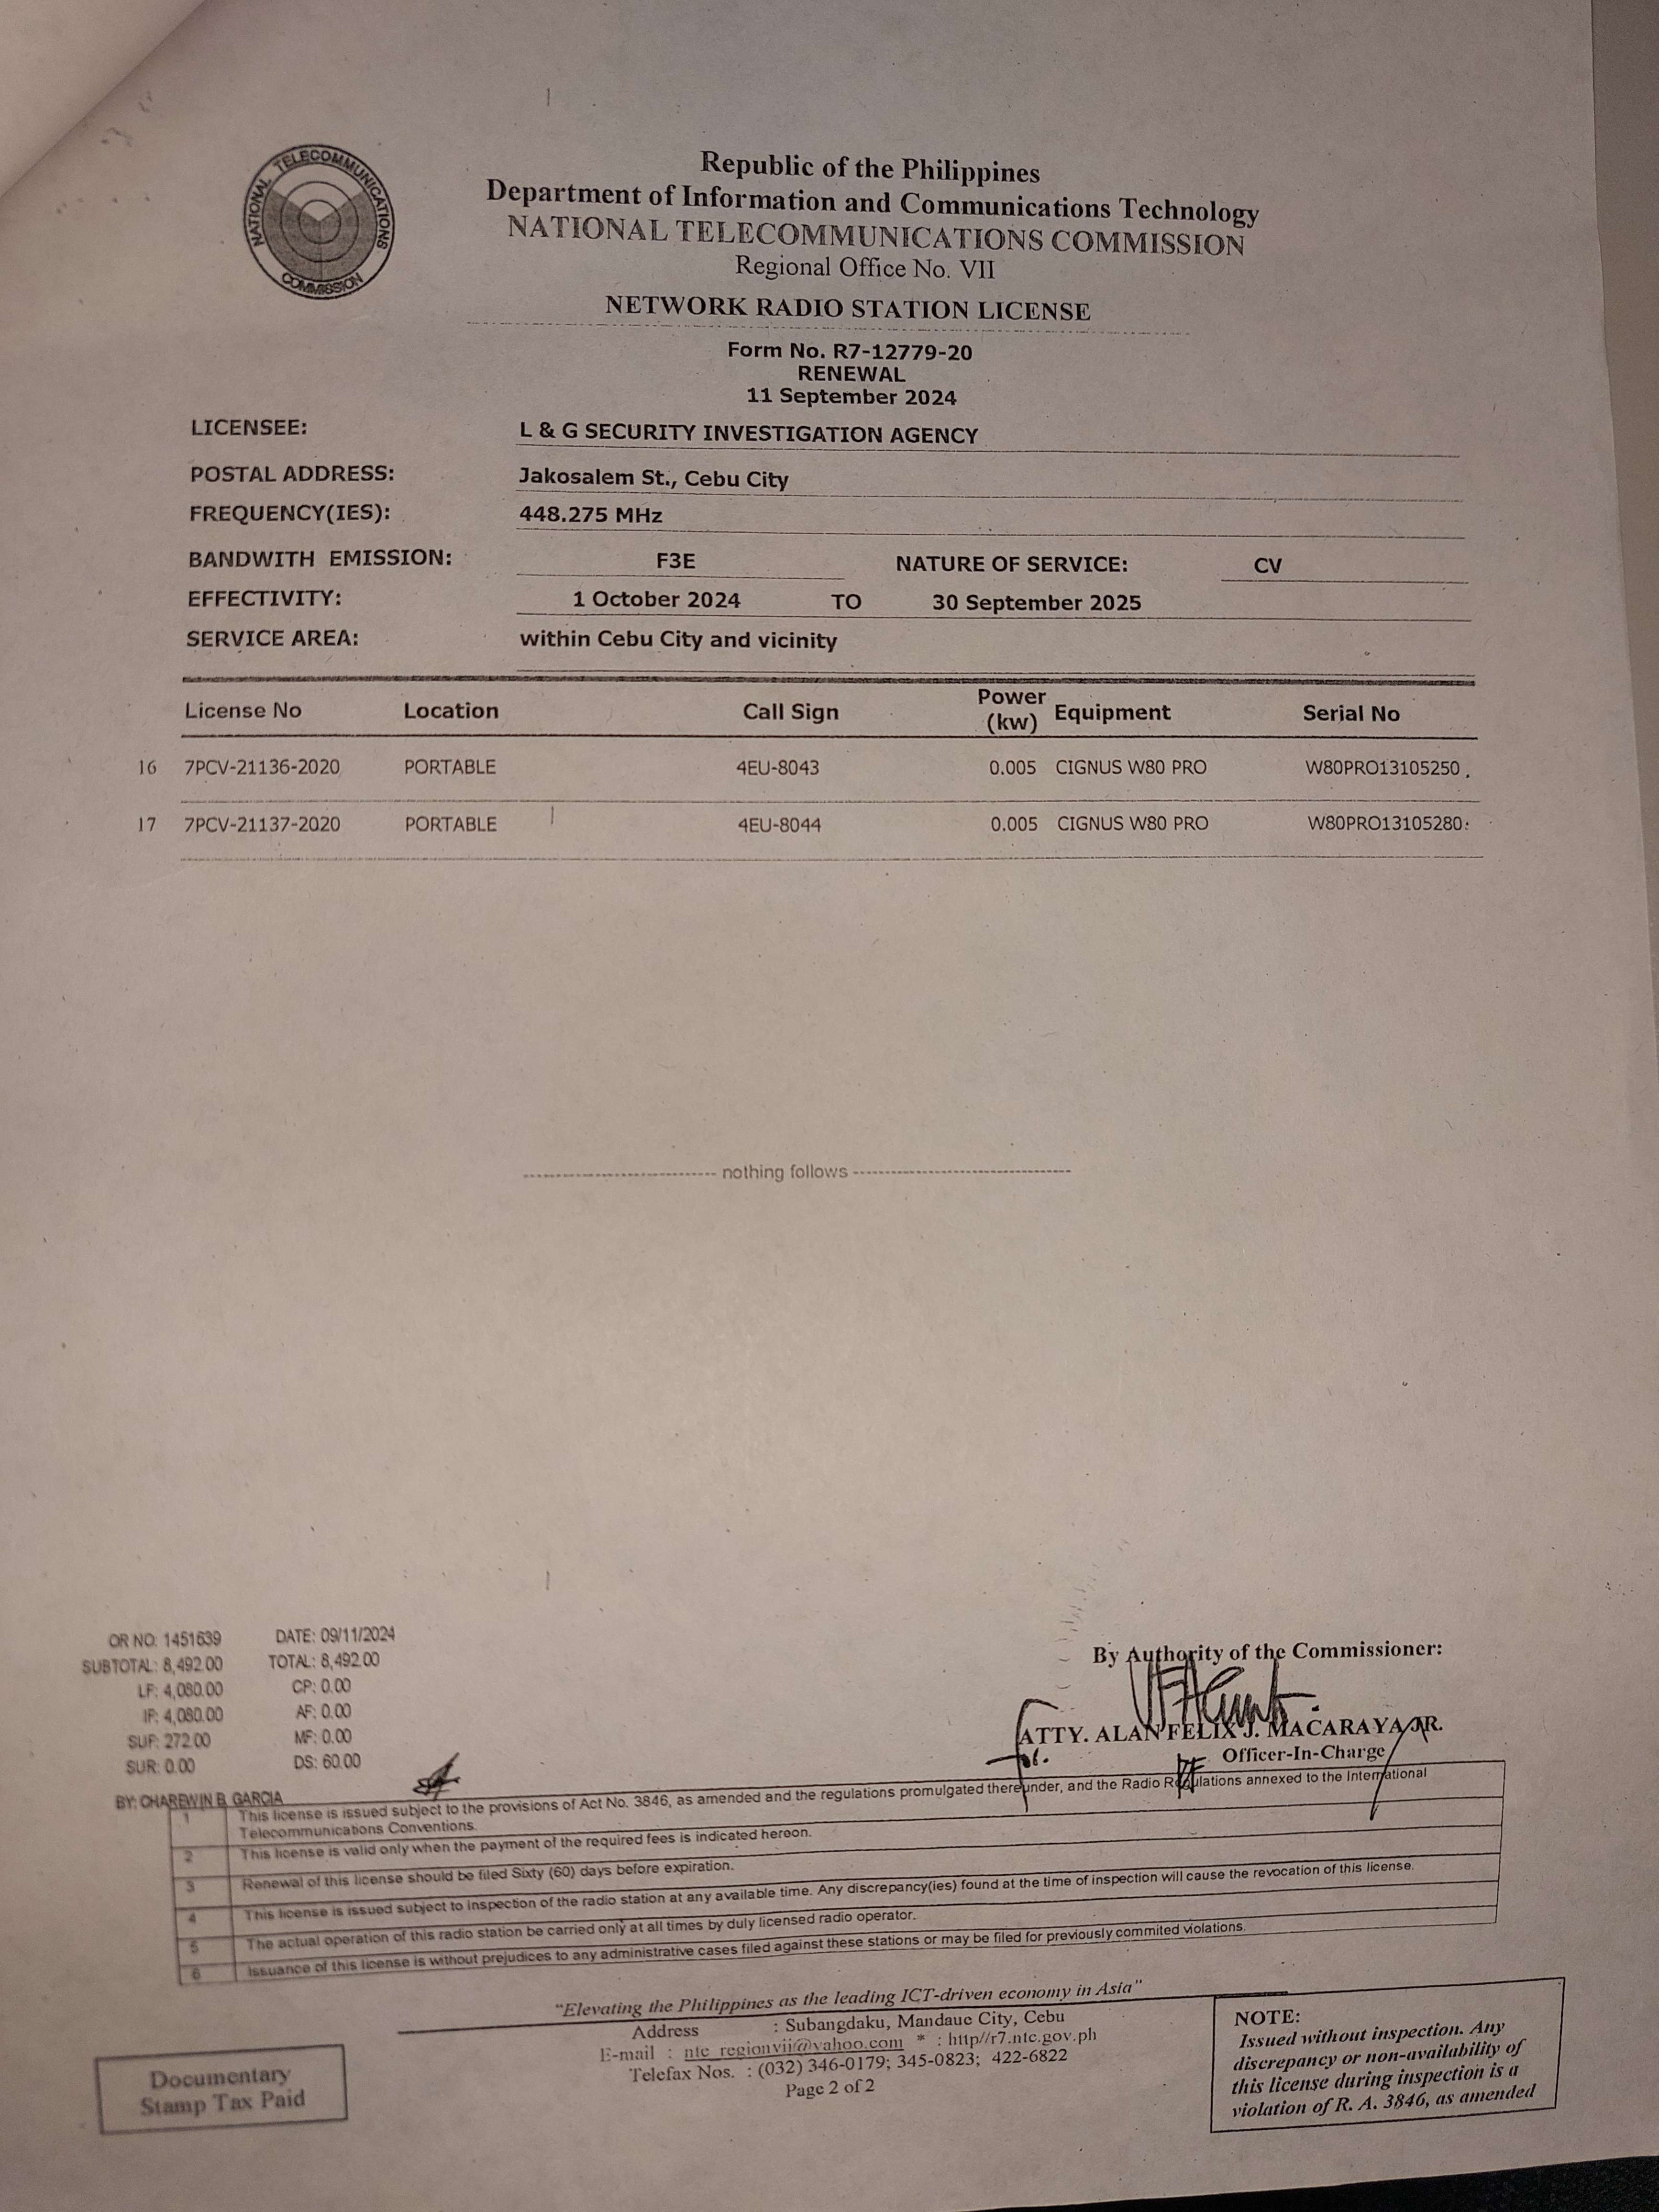 NATIONAL TELECOMMUNICATIONS COMMISSION
Republic of the Philippines
Department of Information and Communications Technology
NATIONAL TELECOMMUNICATIONS COMMISSION
Regional Office No. VII
NETWORK RADIO STATION LICENSE
Form No. R7-12779-20
RENEWAL
11 September 2024
LICENSEE: L & G SECURITY INVESTIGATION AGENCY
POSTAL ADDRESS: Jakosalem St., Cebu City
FREQUENCY(IES): 448.275 MHz
BANDWITH EMISSION: F3E NATURE OF SERVICE: CV
EFFECTIVITY: 1 October 2024 TO 30 September 2025
SERVICE AREA: within Cebu City and vicinity
License No Location Call Sign Power (kw) Equipment Serial No
16 7PCV-21136-2020 PORTABLE 4EU-8043 0.005 CIGNUS W80 PRO W80PRO13105250
17 7PCV-21137-2020 PORTABLE 4EU-8044 0.005 CIGNUS W80 PRO W80PRO13105280
---------------------------- nothing follows --------------------------------
OR NO: 1451639 DATE: 09/11/2024
SUBTOTAL: 8,492.00 TOTAL: 8,492.00
LF: 4,080.00 CP: 0.00
IF: 4,080.00 AF: 0.00
SUF: 272.00 MF: 0.00
SUR: 0.00 DS: 60.00
BY: CHAREWIN B. GARCIA
By Authority of the Commissioner:
ATTY. ALAN FELIX J. MACARAYA JR.
Officer-In-Charge
1 This license is issued subject to the provisions of Act No. 3846, as amended and the regulations promulgated thereunder, and the Radio Regulations annexed to the International
Telecommunications Conventions.
2 This license is valid only when the payment of the required fees is indicated hereon.
3 Renewal of this license should be filed Sixty (60) days before expiration.
4 This license is issued subject to inspection of the radio station at any available time. Any discrepancy(ies) found at the time of inspection will cause the revocation of this license.
5 The actual operation of this radio station be carried only at all times by duly licensed radio operator.
6 Issuance of this license is without prejudices to any administrative cases filed against these stations or may be filed for previously commited violations.
"Elevating the Philippines as the leading ICT-driven economy in Asia"
Address : Subangdaku, Mandaue City, Cebu
E-mail : ntc_regionvii@yahoo.com * : http//r7.ntc.gov.ph
Telefax Nos. : (032) 346-0179; 345-0823; 422-6822
Page 2 of 2
Documentary
Stamp Tax Paid
NOTE:
Issued without inspection. Any
discrepancy or non-availability of
this license during inspection is a
violation of R. A. 3846, as amended